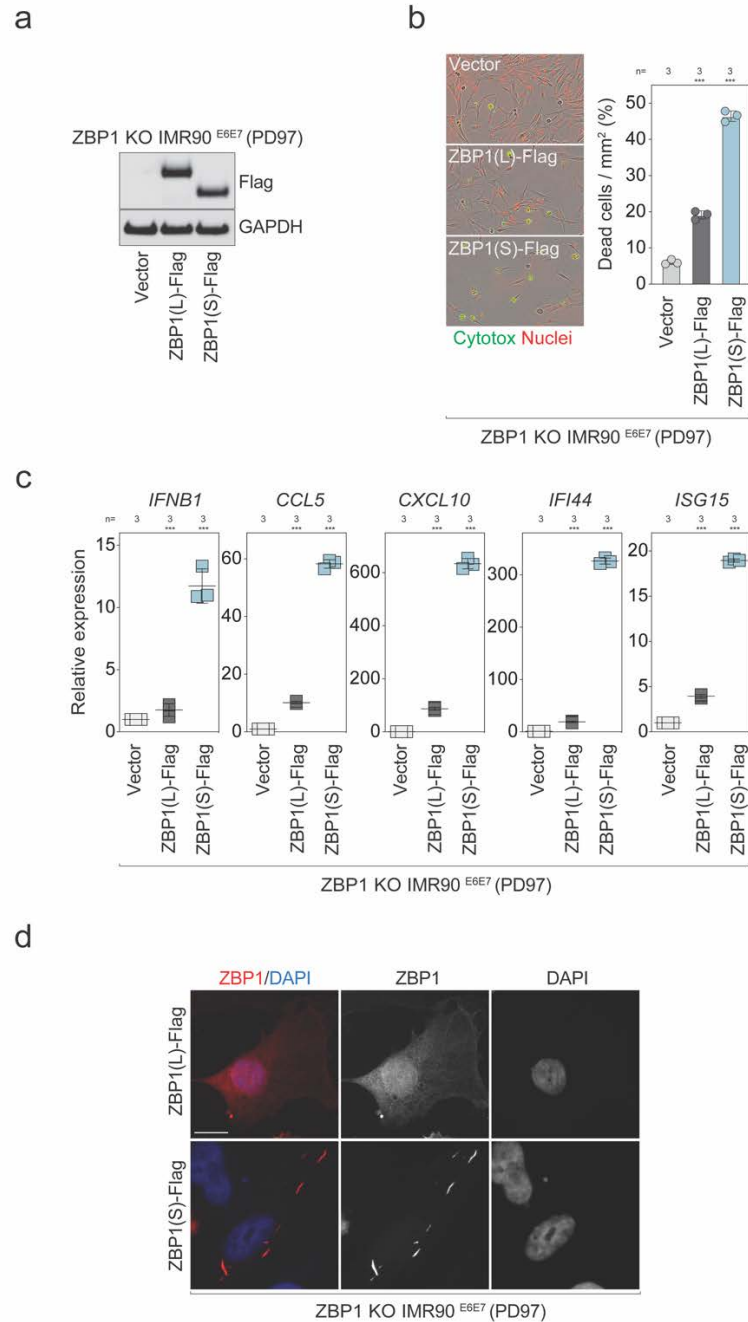 a
ZBP1 KO IMR90 E6E7 (PD97)
Flag
GAPDH
Vector
ZBP1(L)-Flag
ZBP1(S)-Flag
b
Vector
ZBP1(L)-Flag
ZBP1(S)-Flag
Cytotox Nuclei
n= 3 3 3
*** ***
Dead cells / mm² (%)
50
40
30
20
10
0
Vector
ZBP1(L)-Flag
ZBP1(S)-Flag
ZBP1 KO IMR90 E6E7 (PD97)
c
Relative expression
IFNB1
n= 3 3 3
*** ***
15
10
5
0
Vector
ZBP1(L)-Flag
ZBP1(S)-Flag
CCL5
3 3 3
*** ***
60
40
20
0
Vector
ZBP1(L)-Flag
ZBP1(S)-Flag
CXCL10
3 3 3
*** ***
600
400
200
0
Vector
ZBP1(L)-Flag
ZBP1(S)-Flag
IFI44
3 3 3
*** ***
300
200
100
0
Vector
ZBP1(L)-Flag
ZBP1(S)-Flag
ISG15
3 3 3
*** ***
20
15
10
5
0
Vector
ZBP1(L)-Flag
ZBP1(S)-Flag
ZBP1 KO IMR90 E6E7 (PD97)
d
ZBP1/DAPI
ZBP1
DAPI
ZBP1(L)-Flag
ZBP1(S)-Flag
ZBP1 KO IMR90 E6E7 (PD97)